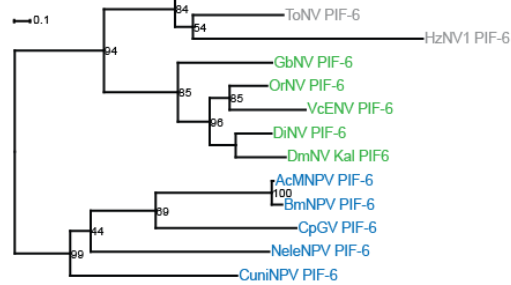 84
0.1
ToNV PIF-6
54
HzNV1 PIF-6
94
GbNV PIF-6
OrNV PIF-6
85
85
VcENV PIF-6
96
DiNV PIF-6
DmNV Kal PIF6
AcMNPV PIF-6
100
BmNPV PIF-6
69
CpGV PIF-6
44
NeleNPV PIF-6
99
CuniNPV PIF-6